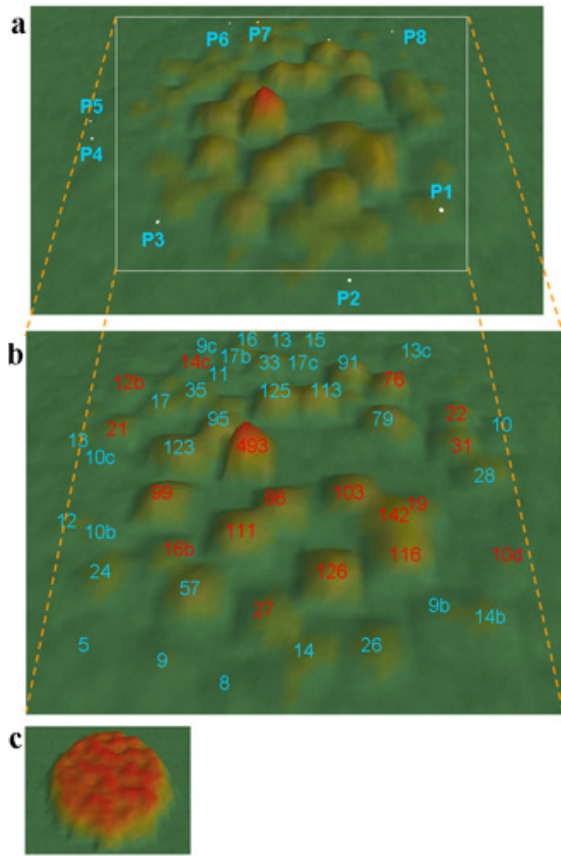 a
P6 P7 P8
P5
P4
P1
P3
P2
b
9c 16 13 15 13c
14c 17b 33 17c 91
12b 11 76
17 35 125 113
21 95 79 22 10
13 123 493 31
10c 28
99 86 103 19
12 10b 111 142
24 16b 116 10d
57 126
27 9b 14b
5 9 14 26
8
c